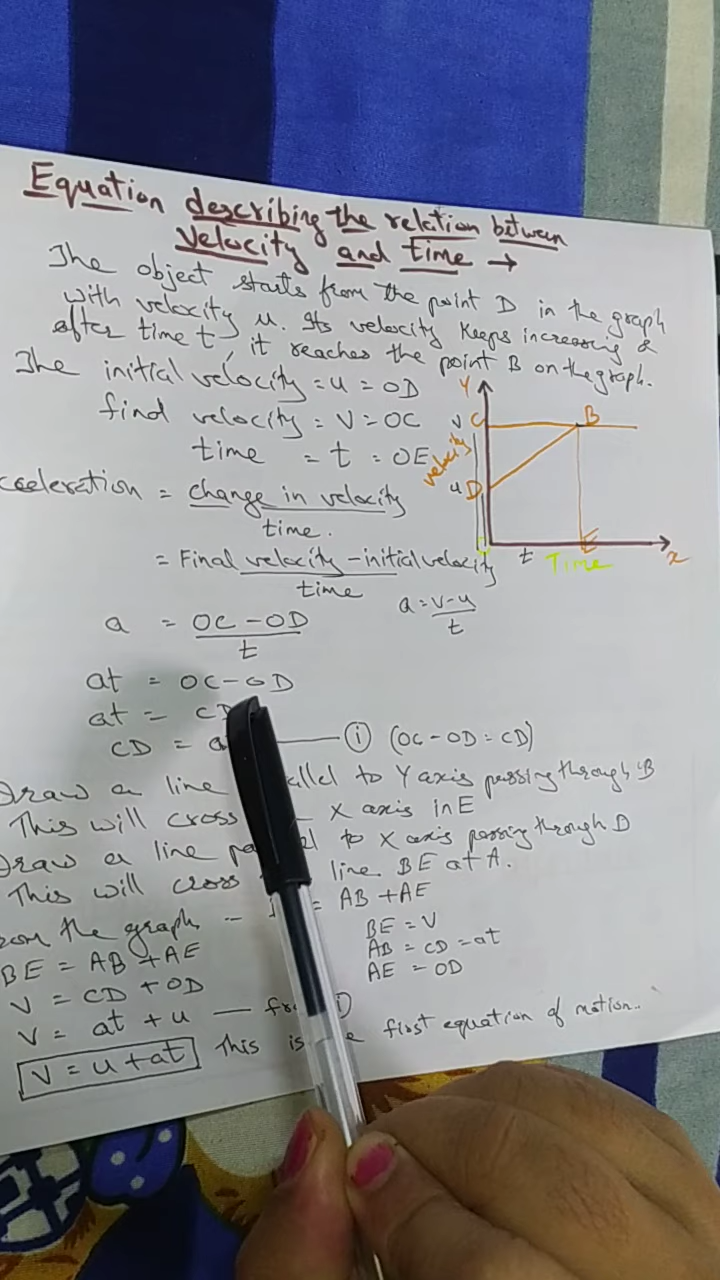 Equation describing the relation between
Velocity and time →
The object starts from the point D in the graph
with velocity u. Its velocity keeps increasing &
after time t, it reaches the point B on the graph.
The initial velocity = u = OD
find velocity = v = OC
time = t = OE
= change in velocity
time.
= Final velocity - initial velocity
time
a = OC - OD
t
a = v-u
t
at = OC - OD
at = CD
CD = a
(i) (OC - OD = CD)
Draw a line to Y axis passing through B
This will cross X axis in E
Draw a line to X axis passing through D
This will cross line BE at A.
the graph - = AB + AE
BE = AB + AE
V = CD + OD
V = at + u
V = u + at This is first equation of motion..
BE = V
AB = CD = at
AE = OD
Y
v C B
velocity
u D
t Time E x